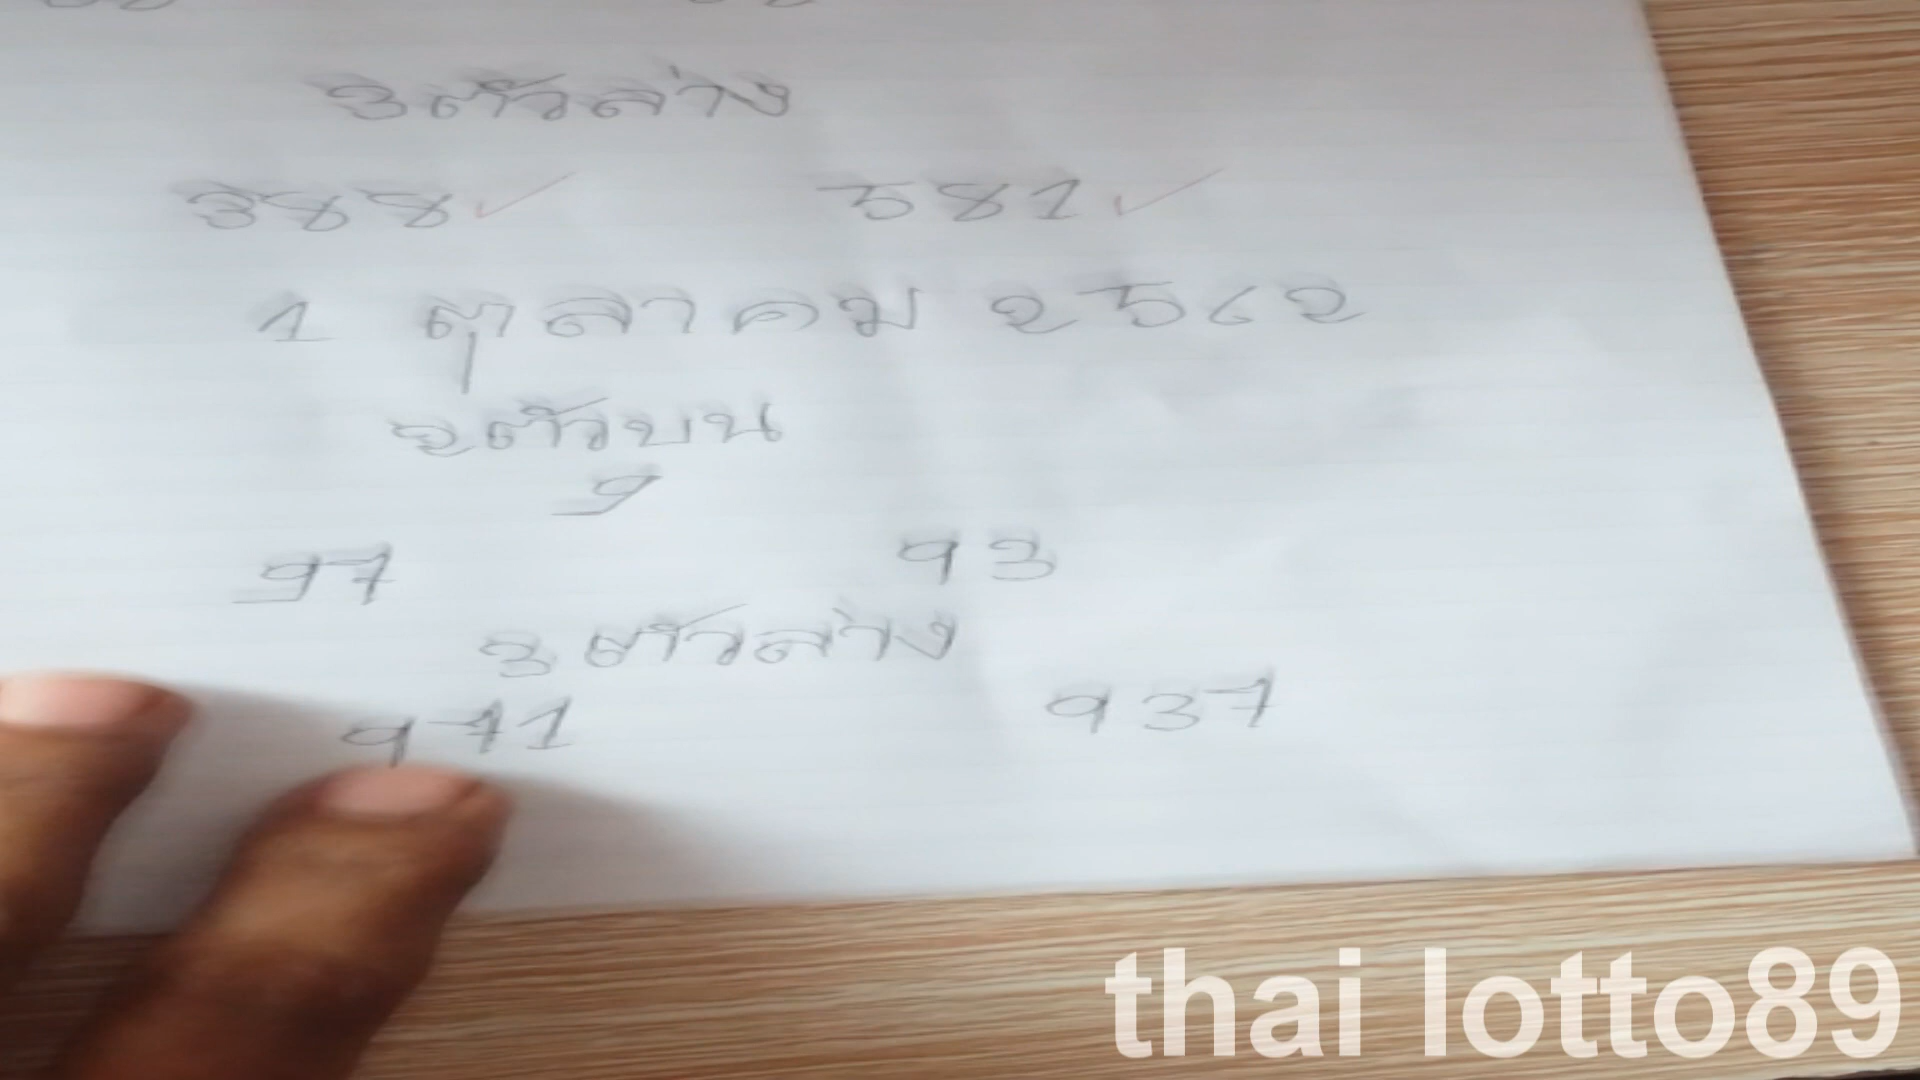 3ตัวล่าง
388 581
1 ตุลาคม 2562
2ตัวบน
9
97 93
3ตัวล่าง
971 937
thai lotto89